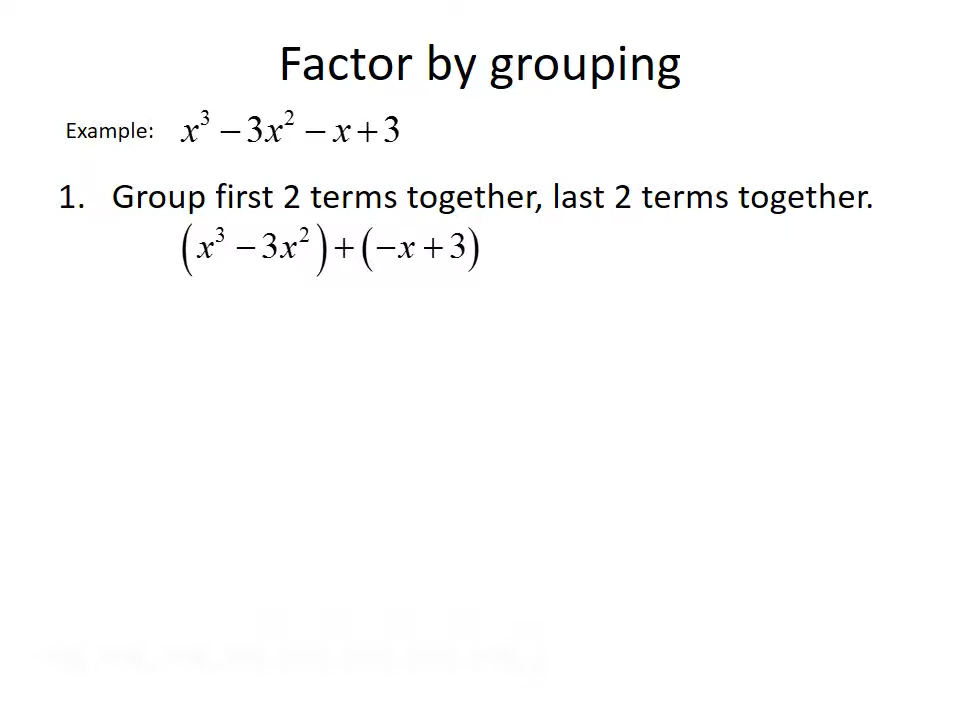 Factor by grouping
Example: x³ − 3x² − x + 3
1. Group first 2 terms together, last 2 terms together.
(x³ − 3x²) + (−x + 3)